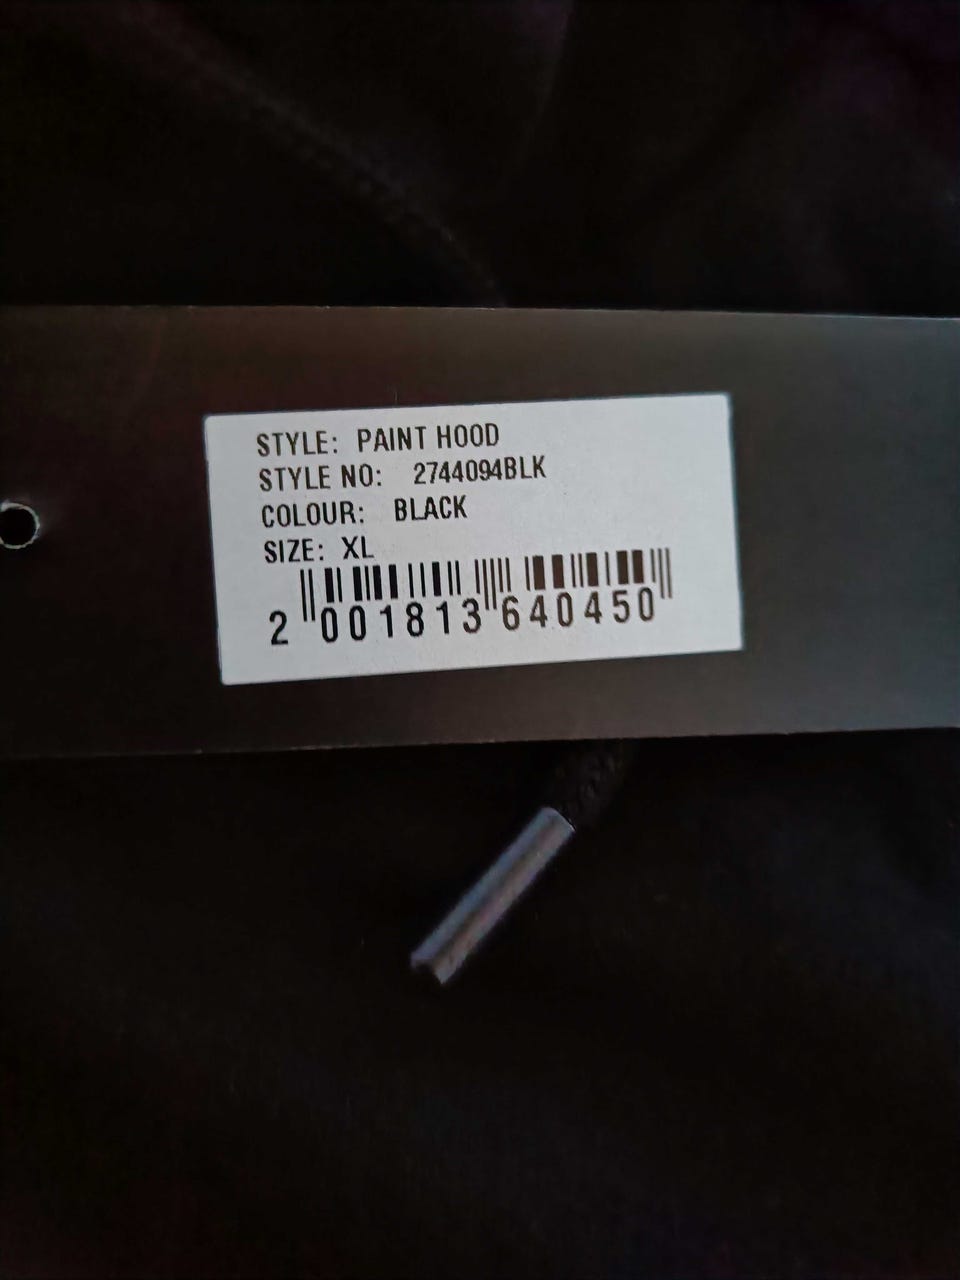 STYLE: PAINT HOOD
STYLE NO: 2744094BLK
COLOUR: BLACK
SIZE: XL
2 001813 640450